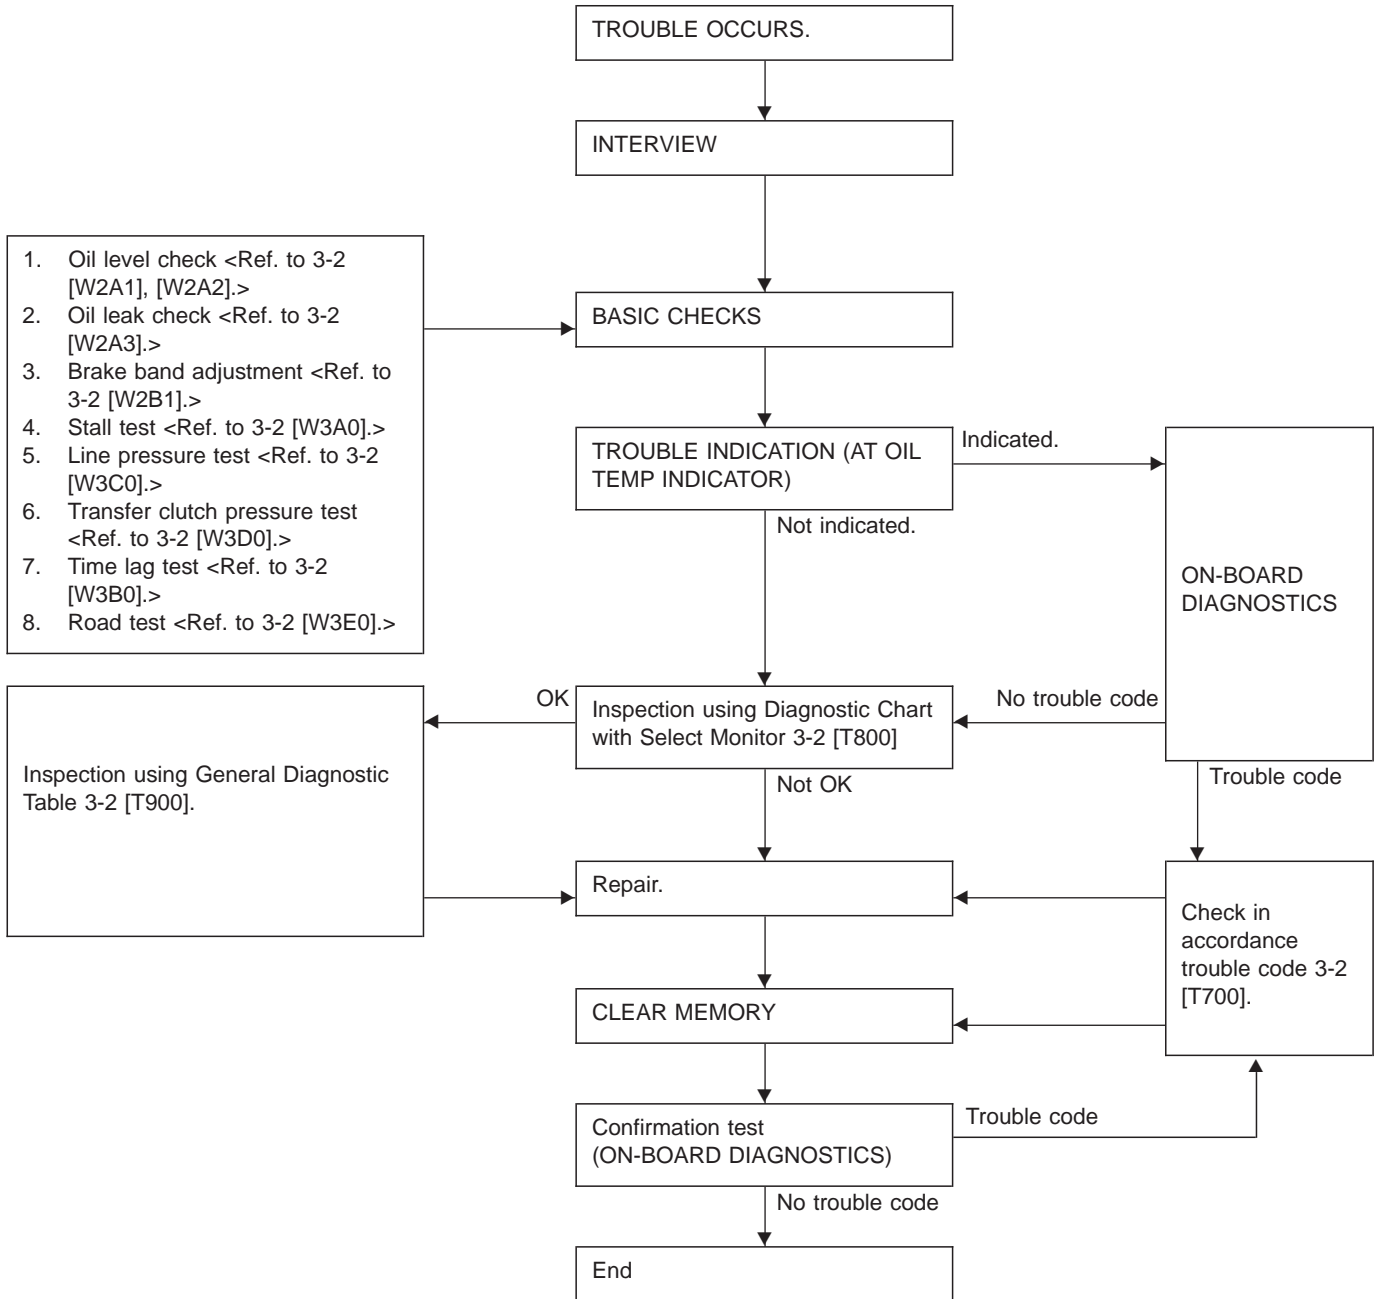 TROUBLE OCCURS.
INTERVIEW
1. Oil level check <Ref. to 3-2
[W2A1], [W2A2].>
2. Oil leak check <Ref. to 3-2
[W2A3].>
3. Brake band adjustment <Ref. to
3-2 [W2B1].>
4. Stall test <Ref. to 3-2 [W3A0].>
5. Line pressure test <Ref. to 3-2
[W3C0].>
6. Transfer clutch pressure test
<Ref. to 3-2 [W3D0].>
7. Time lag test <Ref. to 3-2
[W3B0].>
8. Road test <Ref. to 3-2 [W3E0].>
BASIC CHECKS
TROUBLE INDICATION (AT OIL
TEMP INDICATOR)
Indicated.
Not indicated.
ON-BOARD
DIAGNOSTICS
No trouble code
Trouble code
Inspection using Diagnostic Chart
with Select Monitor 3-2 [T800]
OK
Not OK
Inspection using General Diagnostic
Table 3-2 [T900].
Repair.
Check in
accordance
trouble code 3-2
[T700].
CLEAR MEMORY
Confirmation test
(ON-BOARD DIAGNOSTICS)
Trouble code
No trouble code
End